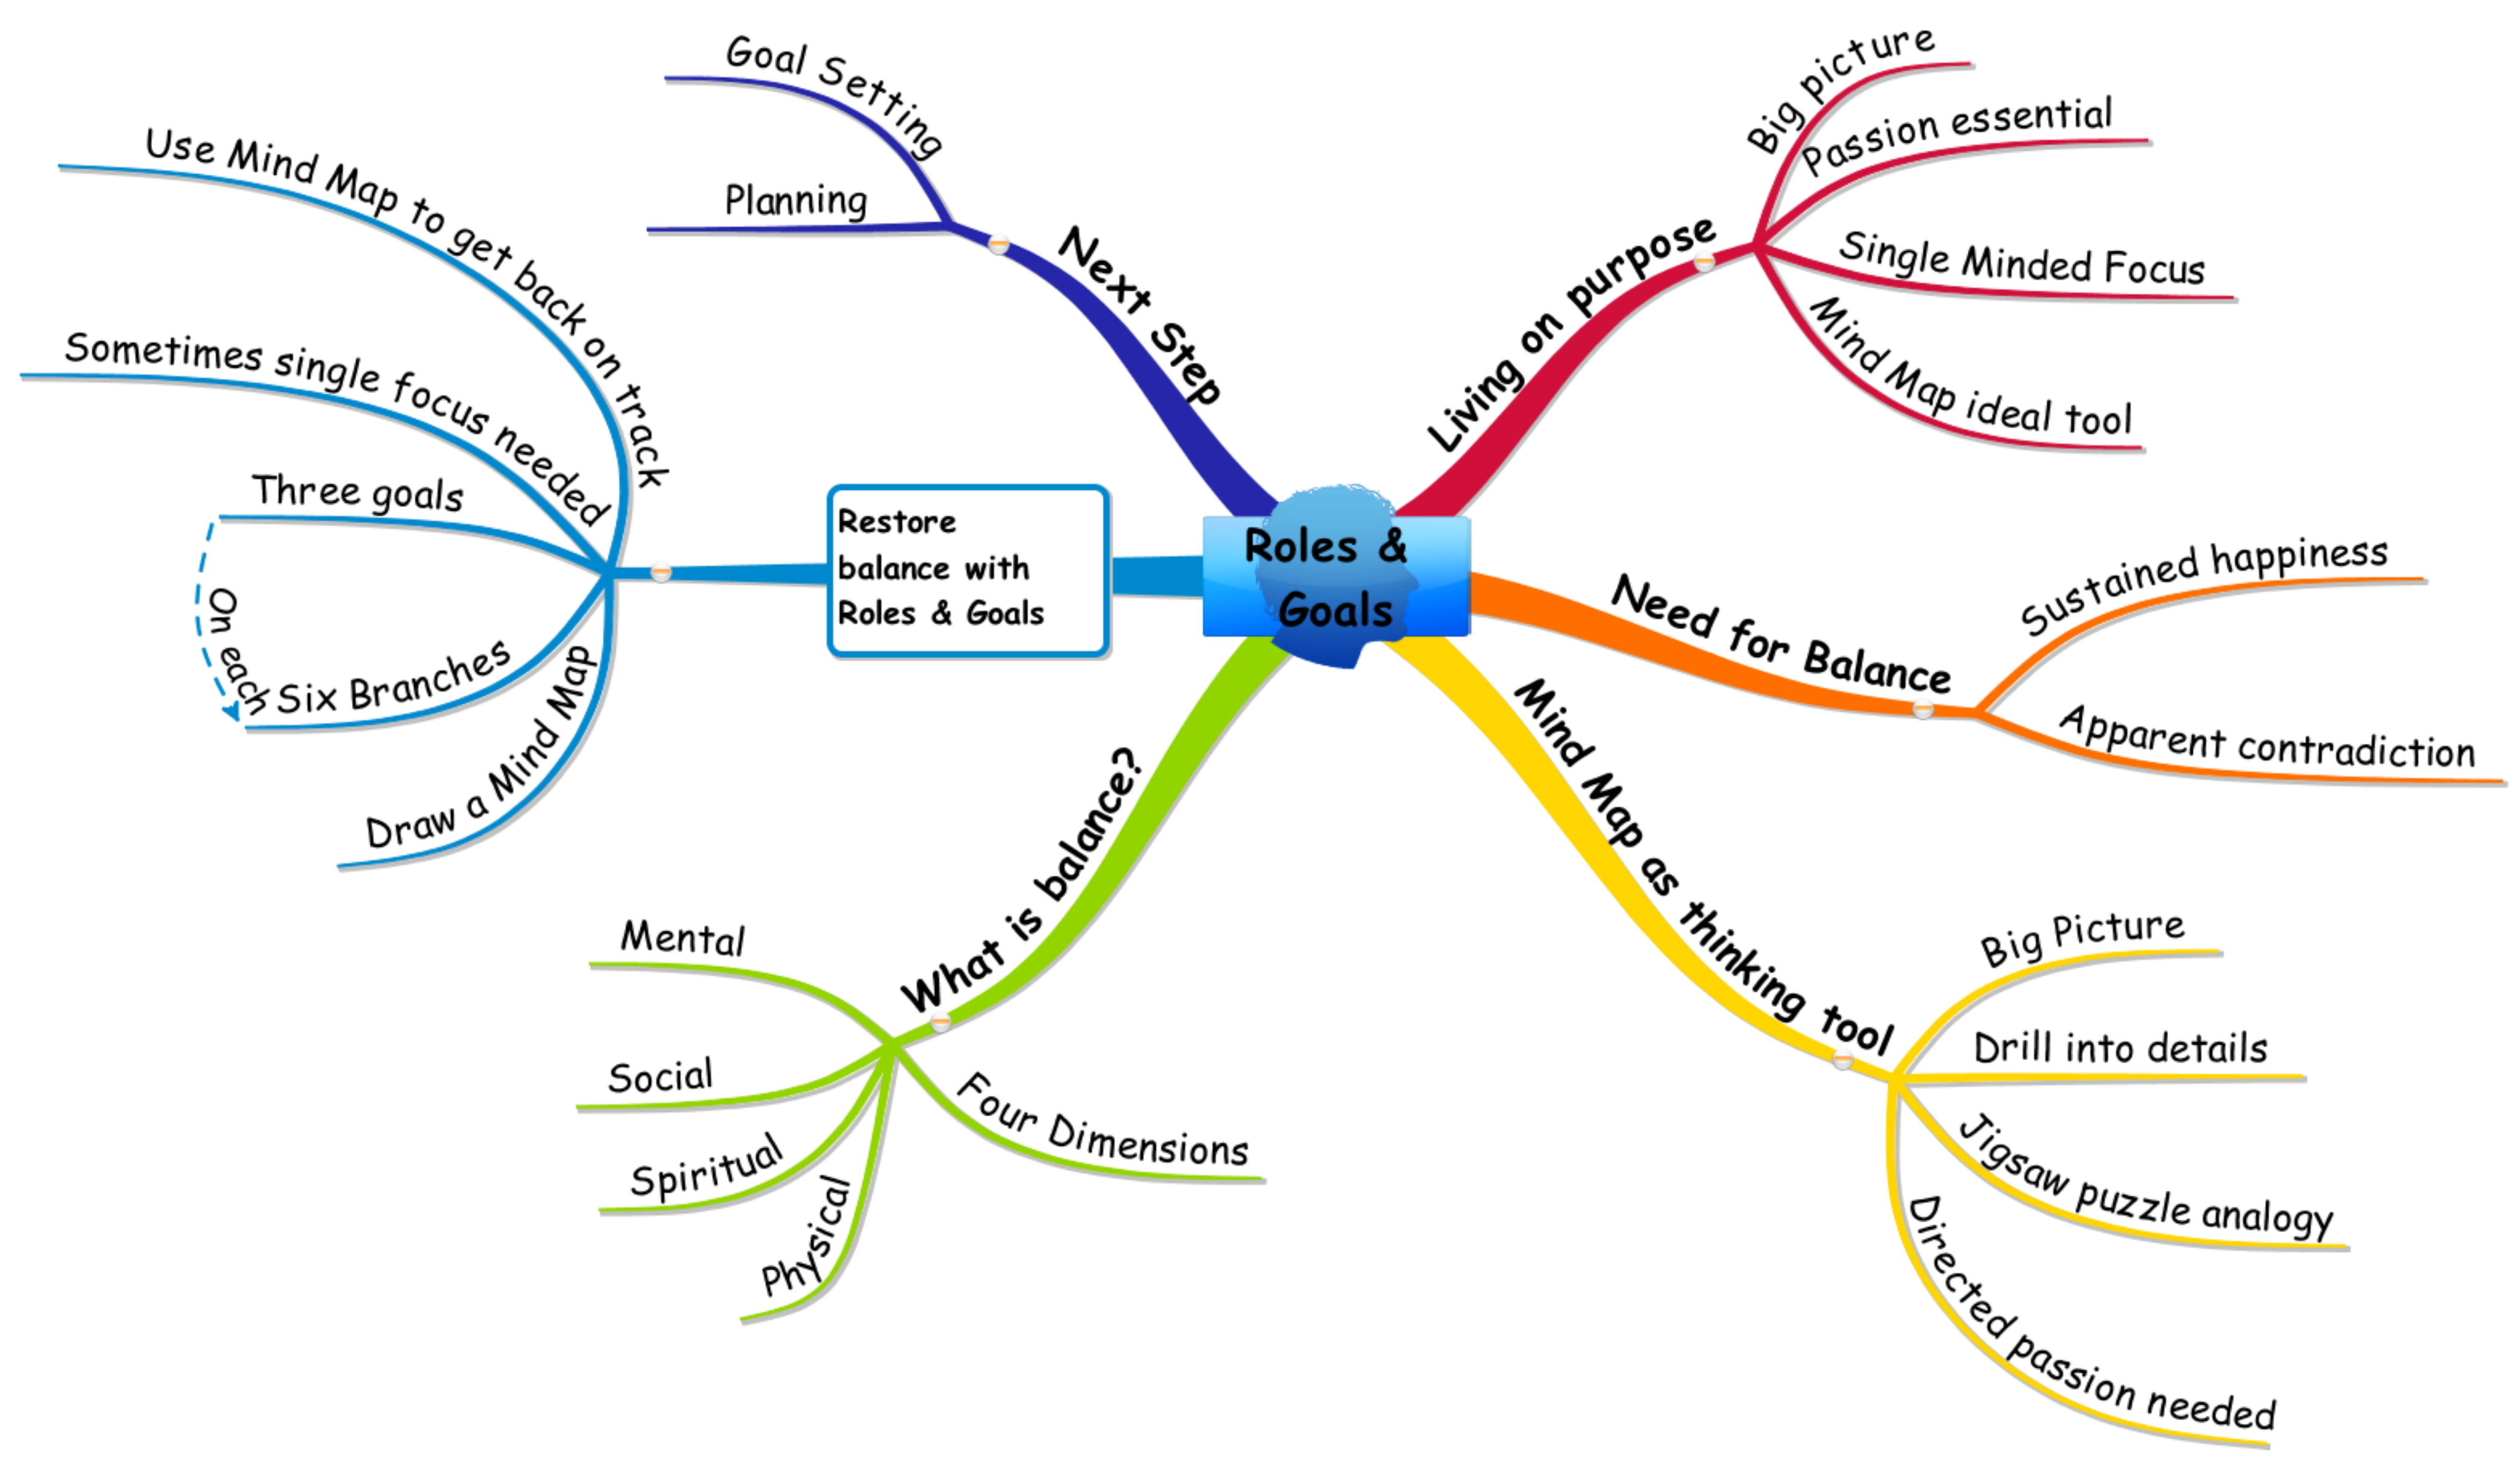 Roles &
Goals
Living on purpose
Big picture
Passion essential
Single Minded Focus
Mind Map ideal tool
Need for Balance
Sustained happiness
Apparent contradiction
Mind Map as thinking tool
Big Picture
Drill into details
Jigsaw puzzle analogy
Directed passion needed
What is balance?
Four Dimensions
Physical
Spiritual
Social
Mental
Restore
balance with
Roles & Goals
Draw a Mind Map
Six Branches
On each
Three goals
Sometimes single focus needed
Use Mind Map to get back on track
Next Step
Planning
Goal Setting